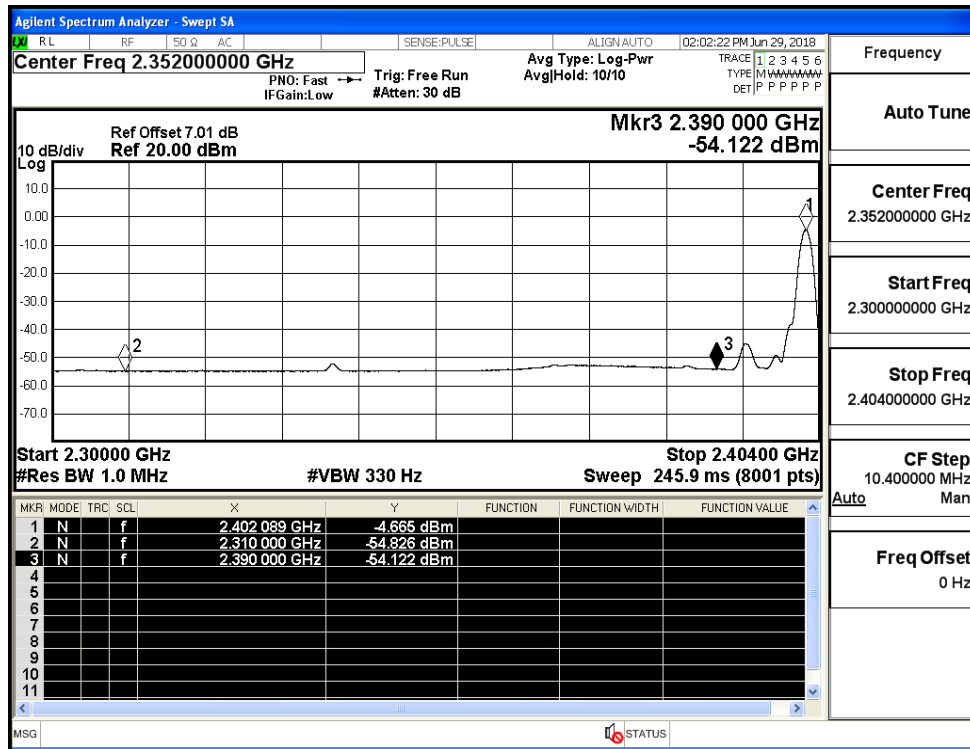 Agilent Spectrum Analyzer - Swept SA
LXI RL RF 50 Ω AC SENSE:PULSE ALIGN AUTO 02:02:22 PM Jun 29, 2018
Center Freq 2.352000000 GHz
PNO: Fast
IFGain:Low
Trig: Free Run
#Atten: 30 dB
Avg Type: Log-Pwr
Avg|Hold: 10/10
TRACE 1 2 3 4 5 6
TYPE M
DET P P P P P P
Ref Offset 7.01 dB
10 dB/div Ref 20.00 dBm
Log
Mkr3 2.390 000 GHz
-54.122 dBm
10.0
0.00
-10.0
-20.0
-30.0
-40.0
-50.0
-60.0
-70.0
1
2
3
Start 2.30000 GHz Stop 2.40400 GHz
#Res BW 1.0 MHz #VBW 330 Hz Sweep 245.9 ms (8001 pts)
MKR MODE TRC SCL X Y FUNCTION FUNCTION WIDTH FUNCTION VALUE
1 N f 2.402 089 GHz -4.665 dBm
2 N f 2.310 000 GHz -54.826 dBm
3 N f 2.390 000 GHz -54.122 dBm
4
5
6
7
8
9
10
11
MSG STATUS
Frequency
Auto Tune
Center Freq
2.352000000 GHz
Start Freq
2.300000000 GHz
Stop Freq
2.404000000 GHz
CF Step
10.400000 MHz
Auto Man
Freq Offset
0 Hz